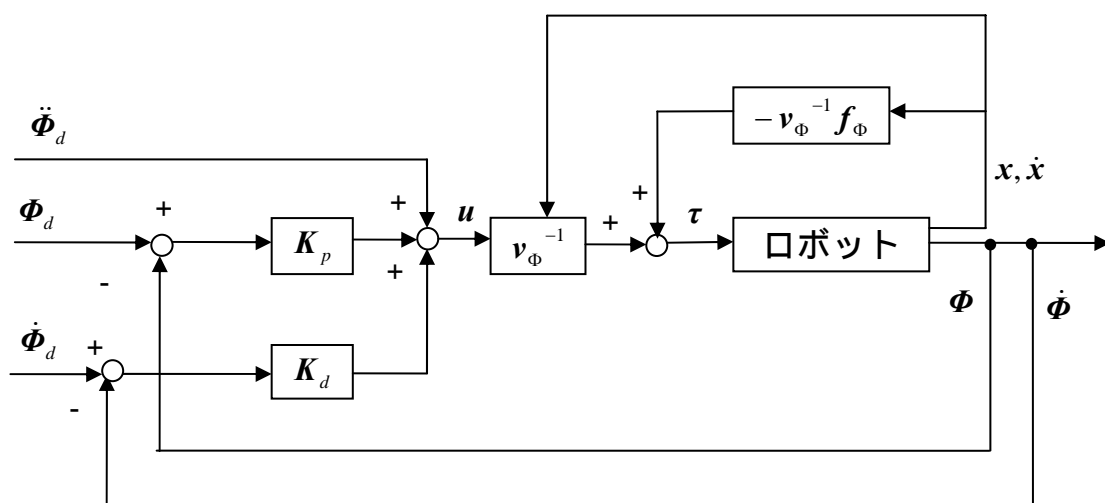 Φ̈_d
-v_Φ^{-1} f_Φ
x, ẋ
Φ_d
+
+
u
+
+
τ
K_p
v_Φ^{-1}
ロボット
-
+
Φ
Φ̇
Φ̇_d
+
K_d
-